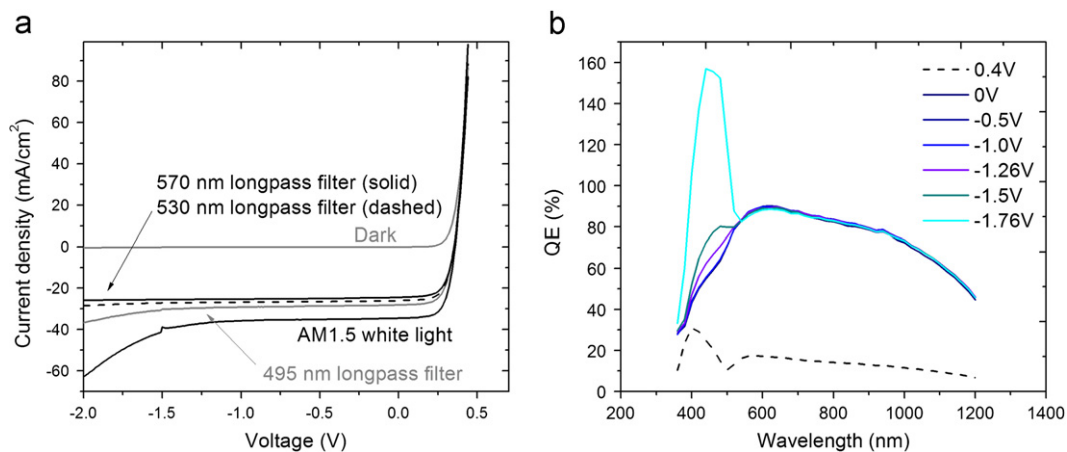 a
Current density (mA/cm²)
80
60
40
20
0
-20
-40
-60
570 nm longpass filter (solid)
530 nm longpass filter (dashed)
Dark
AM1.5 white light
495 nm longpass filter
-2.0 -1.5 -1.0 -0.5 0.0 0.5
Voltage (V)
b
QE (%)
160
140
120
100
80
60
40
20
0
0.4V
0V
-0.5V
-1.0V
-1.26V
-1.5V
-1.76V
200 400 600 800 1000 1200 1400
Wavelength (nm)